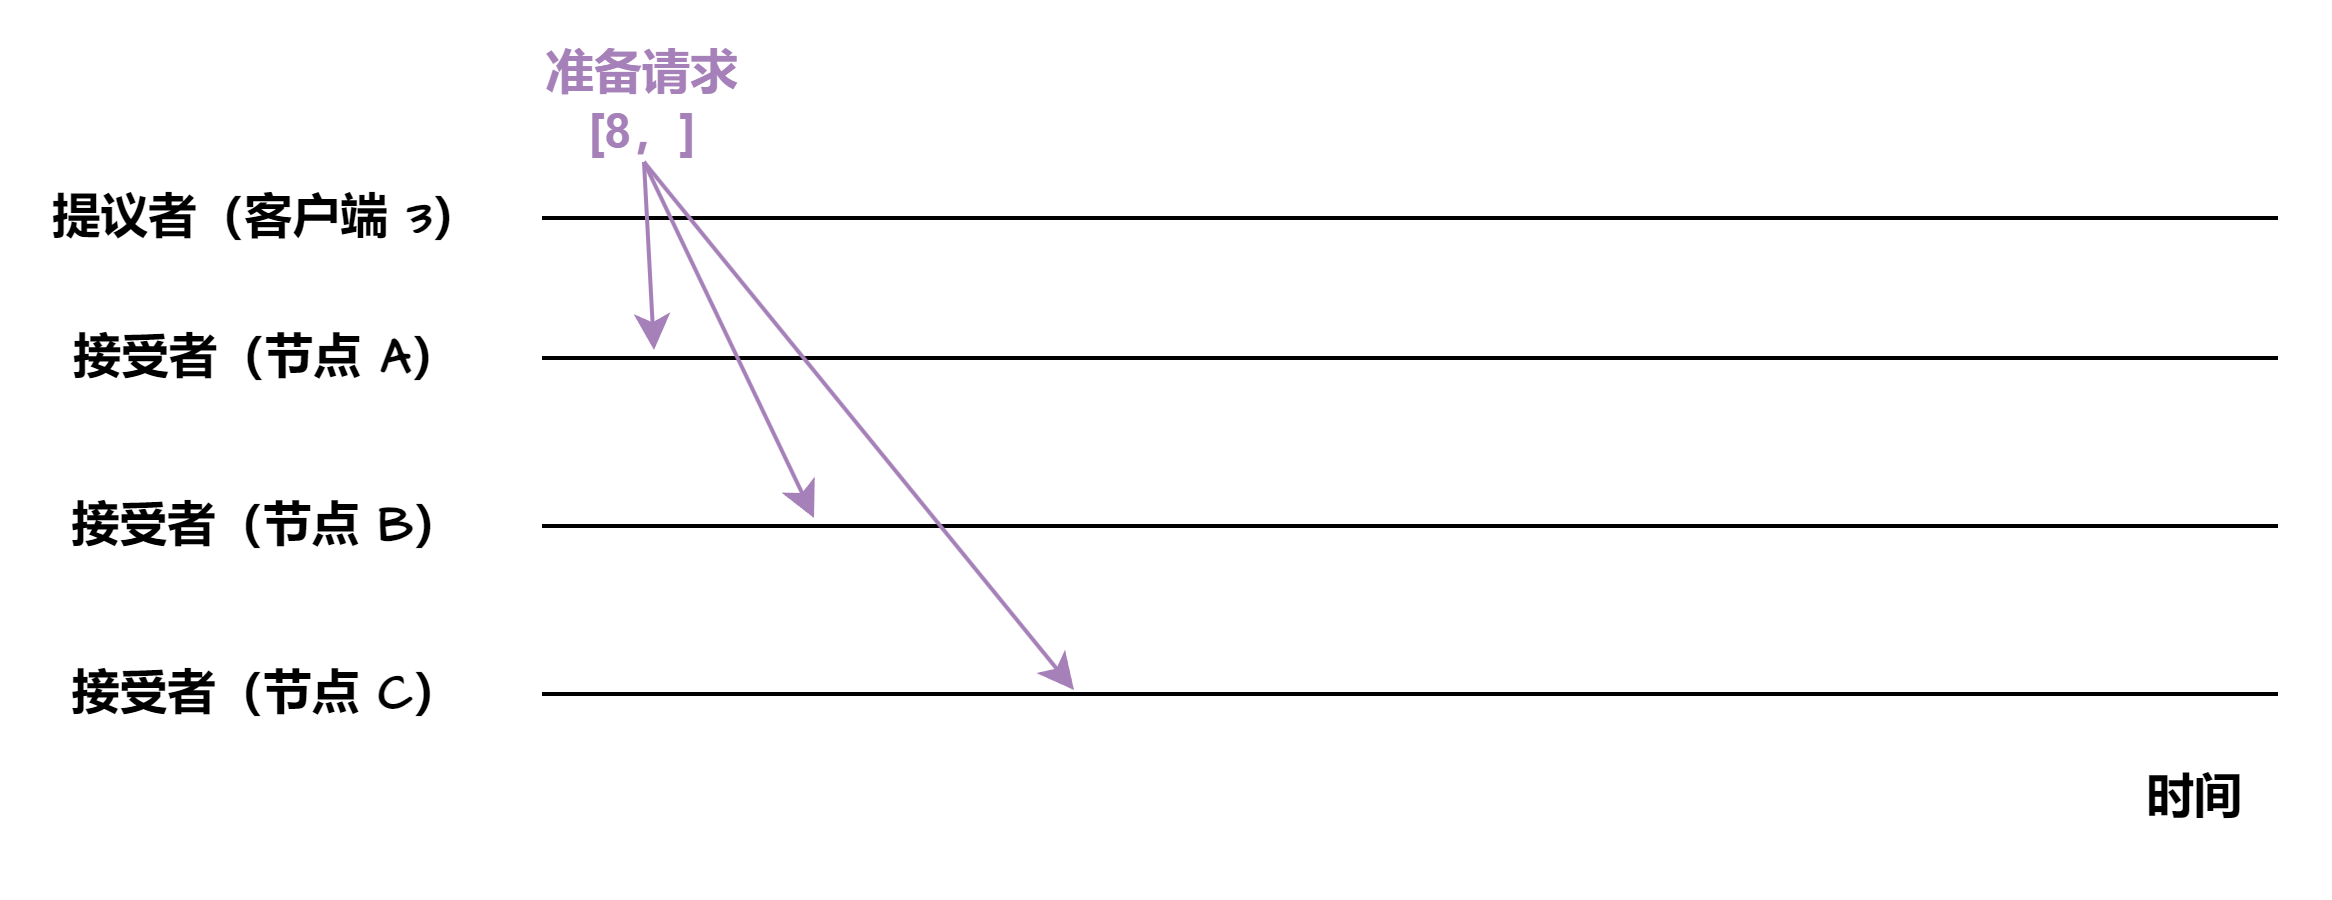 准备请求
[8, ]
提议者（客户端 3）
接受者（节点 A）
接受者（节点 B）
接受者（节点 C）
时间